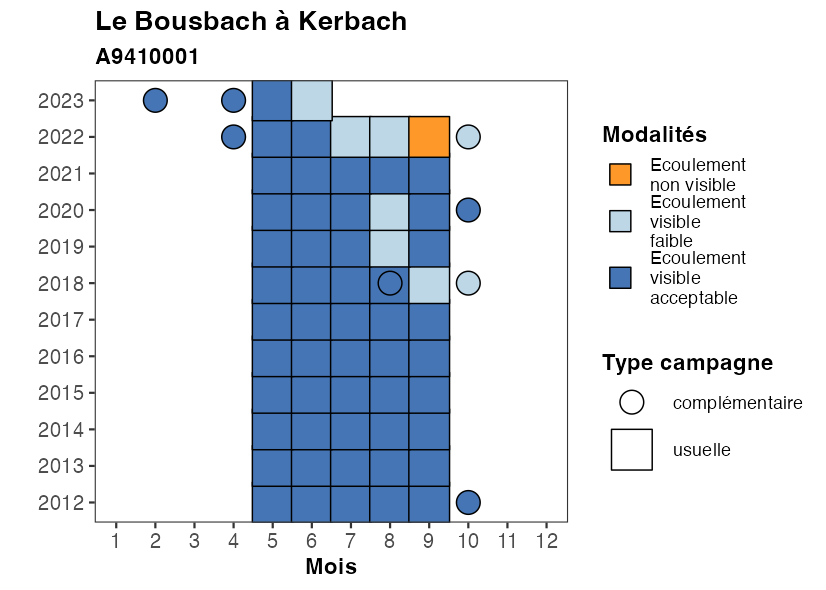 Le Bousbach à Kerbach
A9410001
2023
2022
2021
2020
2019
2018
2017
2016
2015
2014
2013
2012
1 2 3 4 5 6 7 8 9 10 11 12
Mois
Modalités
Ecoulement
non visible
Ecoulement
visible
faible
Ecoulement
visible
acceptable
Type campagne
complémentaire
usuelle